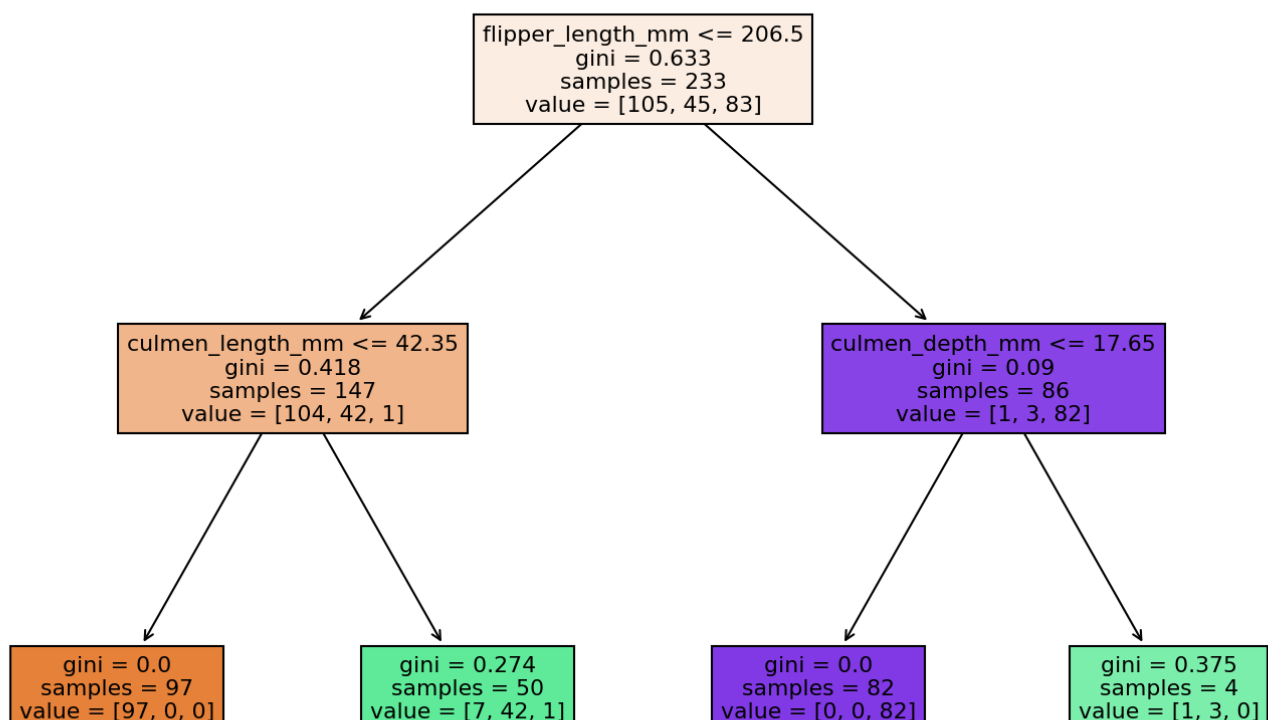 flipper_length_mm <= 206.5
gini = 0.633
samples = 233
value = [105, 45, 83]
culmen_length_mm <= 42.35
gini = 0.418
samples = 147
value = [104, 42, 1]
culmen_depth_mm <= 17.65
gini = 0.09
samples = 86
value = [1, 3, 82]
gini = 0.0
samples = 97
value = [97, 0, 0]
gini = 0.274
samples = 50
value = [7, 42, 1]
gini = 0.0
samples = 82
value = [0, 0, 82]
gini = 0.375
samples = 4
value = [1, 3, 0]